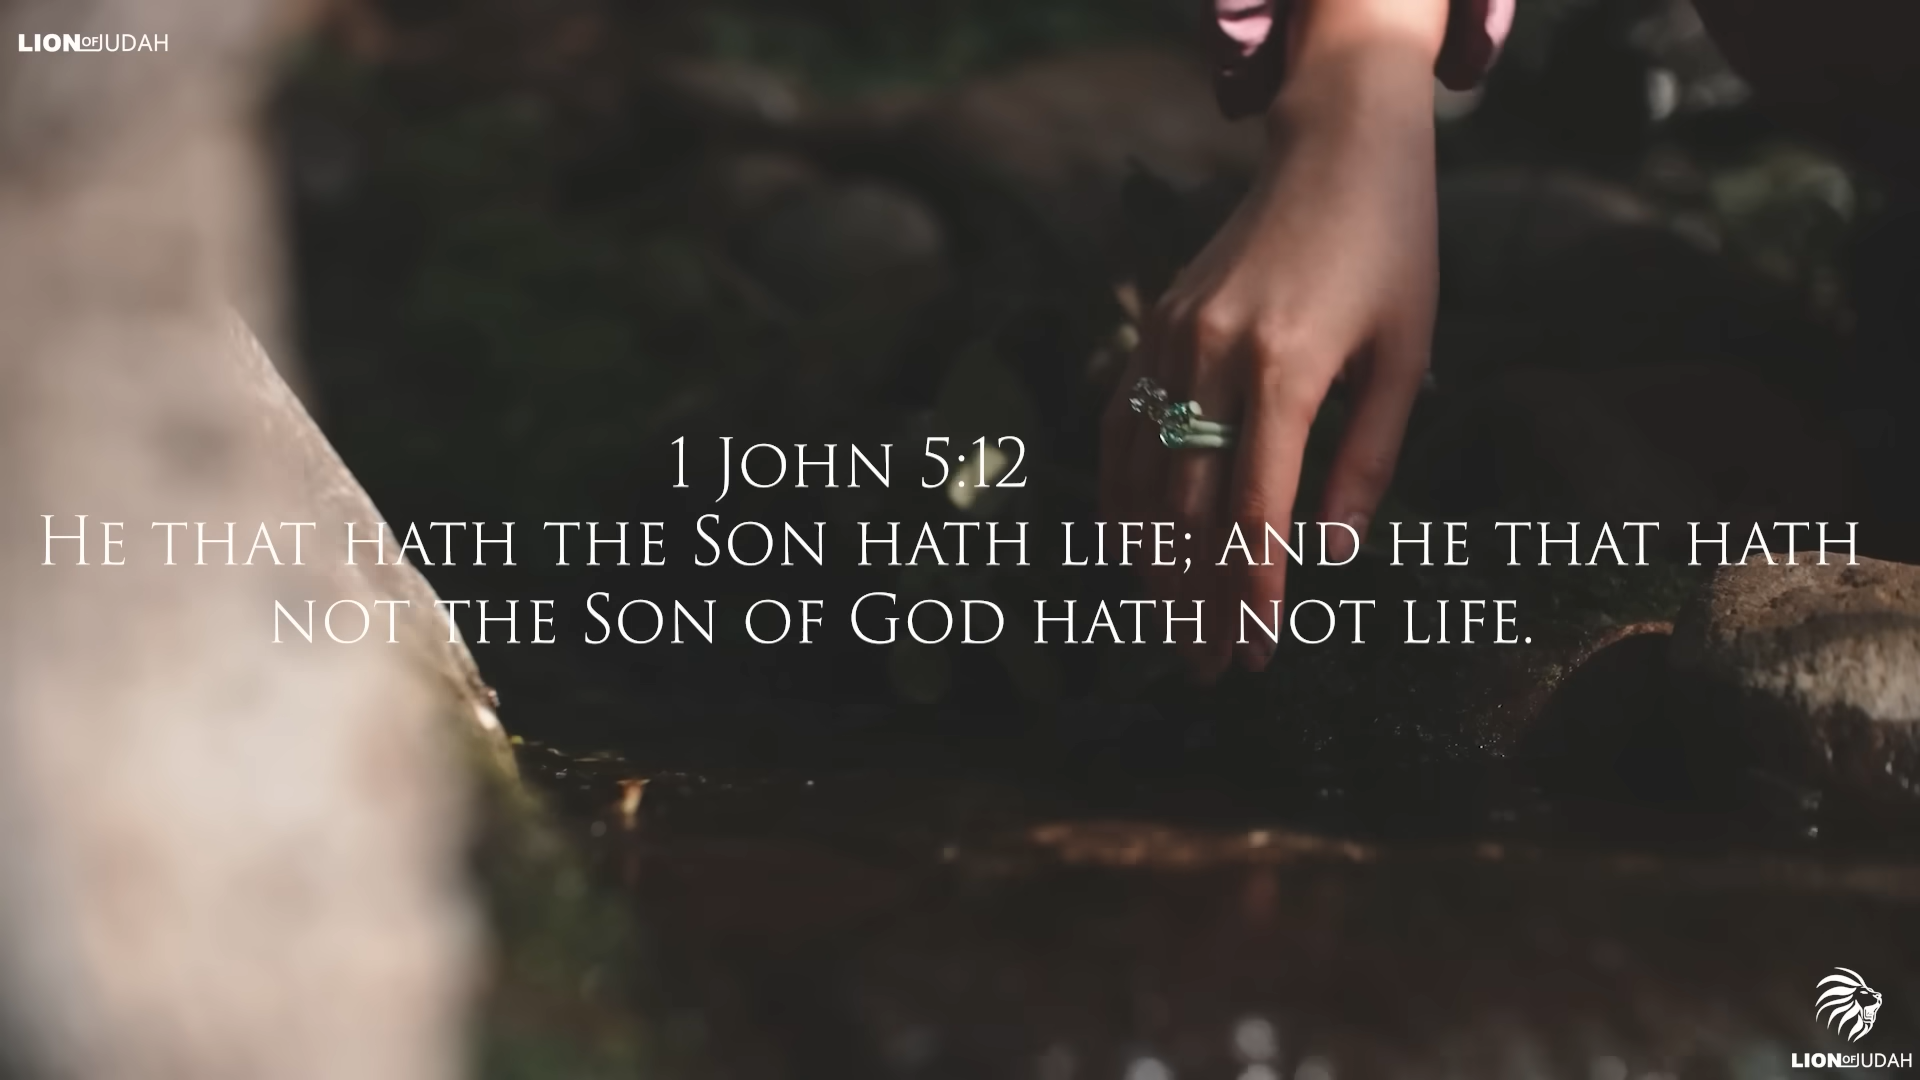 LION OF JUDAH
1 John 5:12
He that hath the Son hath life; and he that hath
not the Son of God hath not life.
LION OF JUDAH